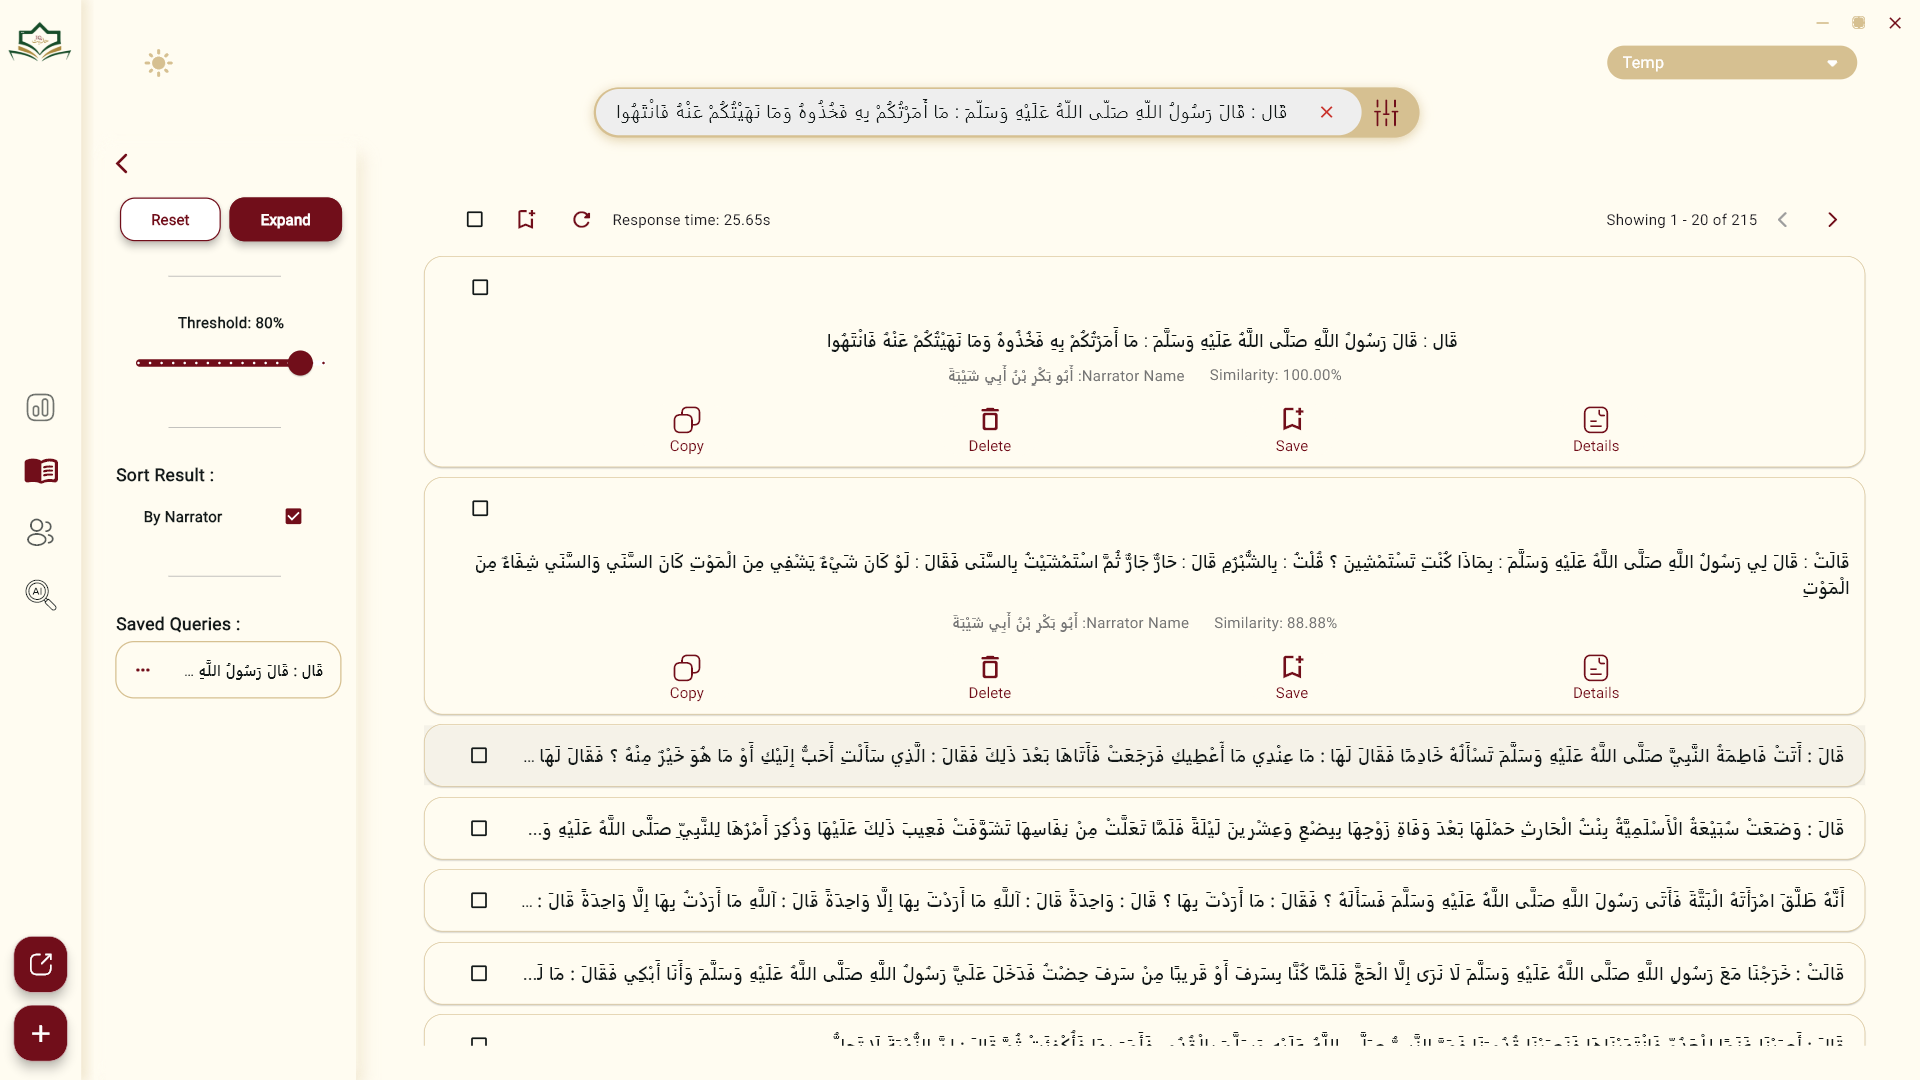 Temp
قَال : قَالَ رَسُولُ اللَّهِ صَلَّى اللَّهُ عَلَيْهِ وَسَلَّمَ : مَا أَمَرْتُكُمْ بِهِ فَخُذُوهُ وَمَا نَهَيْتُكُمْ عَنْهُ فَانْتَهُوا
Reset
Expand
Response time: 25.65s
Showing 1 - 20 of 215
Threshold: 80%
Sort Result :
By Narrator
Saved Queries :
قَال : قَالَ رَسُولُ اللَّهِ ...
قَال : قَالَ رَسُولُ اللَّهِ صَلَّى اللَّهُ عَلَيْهِ وَسَلَّمَ : مَا أَمَرْتُكُمْ بِهِ فَخُذُوهُ وَمَا نَهَيْتُكُمْ عَنْهُ فَانْتَهُوا
Narrator Name: أَبُو بَكْرِ بْنُ أَبِي شَيْبَةَ
Similarity: 100.00%
Copy
Delete
Save
Details
قَالَتْ : قَالَ لِي رَسُولُ اللَّهِ صَلَّى اللَّهُ عَلَيْهِ وَسَلَّمَ : بِمَاذَا كُنْتِ تَسْتَمْشِينَ ؟ قُلْتُ : بِالشُّبْرُمِ قَالَ : حَارٌّ جَارٌّ ثُمَّ اسْتَمْشَيْتُ بِالسَّنَى فَقَالَ : لَوْ كَانَ شَيْءٌ يَشْفِي مِنَ الْمَوْتِ كَانَ السَّنَي وَالسَّنَي شِفَاءٌ مِنَ
الْمَوْتِ
Narrator Name: أَبُو بَكْرِ بْنُ أَبِي شَيْبَةَ
Similarity: 88.88%
Copy
Delete
Save
Details
قَالَ : أَتَتْ فَاطِمَةُ النَّبِيَّ صَلَّى اللَّهُ عَلَيْهِ وَسَلَّمَ تَسْأَلُهُ خَادِمًا فَقَالَ لَهَا : مَا عِنْدِي مَا أُعْطِيكِ فَرَجَعَتْ فَأَتَاهَا بَعْدَ ذَلِكَ فَقَالَ : الَّذِي سَأَلْتِ أَحَبُّ إِلَيْكِ أَوْ مَا هُوَ خَيْرٌ مِنْهُ ؟ فَقَالَ لَهَا ...
قَالَ : وَضَعَتْ سُبَيْعَةُ الْأَسْلَمِيَّةُ بِنْتُ الْحَارِثِ حَمْلَهَا بَعْدَ وَفَاةِ زَوْجِهَا بِبِضْعٍ وَعِشْرِينَ لَيْلَةً فَلَمَّا تَعَلَّتْ مِنْ نِفَاسِهَا تَشَوَّفَتْ فَعِيبَ ذَلِكَ عَلَيْهَا وَذُكِرَ أَمْرُهَا لِلنَّبِيِّ صَلَّى اللَّهُ عَلَيْهِ وَ...
أَنَّهُ طَلَّقَ امْرَأَتَهُ الْبَتَّةَ فَأَتَى رَسُولَ اللَّهِ صَلَّى اللَّهُ عَلَيْهِ وَسَلَّمَ فَسَأَلَهُ ؟ فَقَالَ : مَا أَرَدْتَ بِهَا ؟ قَالَ : وَاحِدَةً قَالَ : آللَّهِ مَا أَرَدْتَ بِهَا إِلَّا وَاحِدَةً قَالَ : آللَّهِ مَا أَرَدْتُ بِهَا إِلَّا وَاحِدَةً قَالَ : ...
قَالَتْ : خَرَجْنَا مَعَ رَسُولِ اللَّهِ صَلَّى اللَّهُ عَلَيْهِ وَسَلَّمَ لَا نَرَى إِلَّا الْحَجَّ فَلَمَّا كُنَّا بِسَرِفَ أَوْ قَرِيبًا مِنْ سَرِفَ حِضْتُ فَدَخَلَ عَلَيَّ رَسُولُ اللَّهِ صَلَّى اللَّهُ عَلَيْهِ وَسَلَّمَ وَأَنَا أَبْكِي فَقَالَ : مَا لَ...